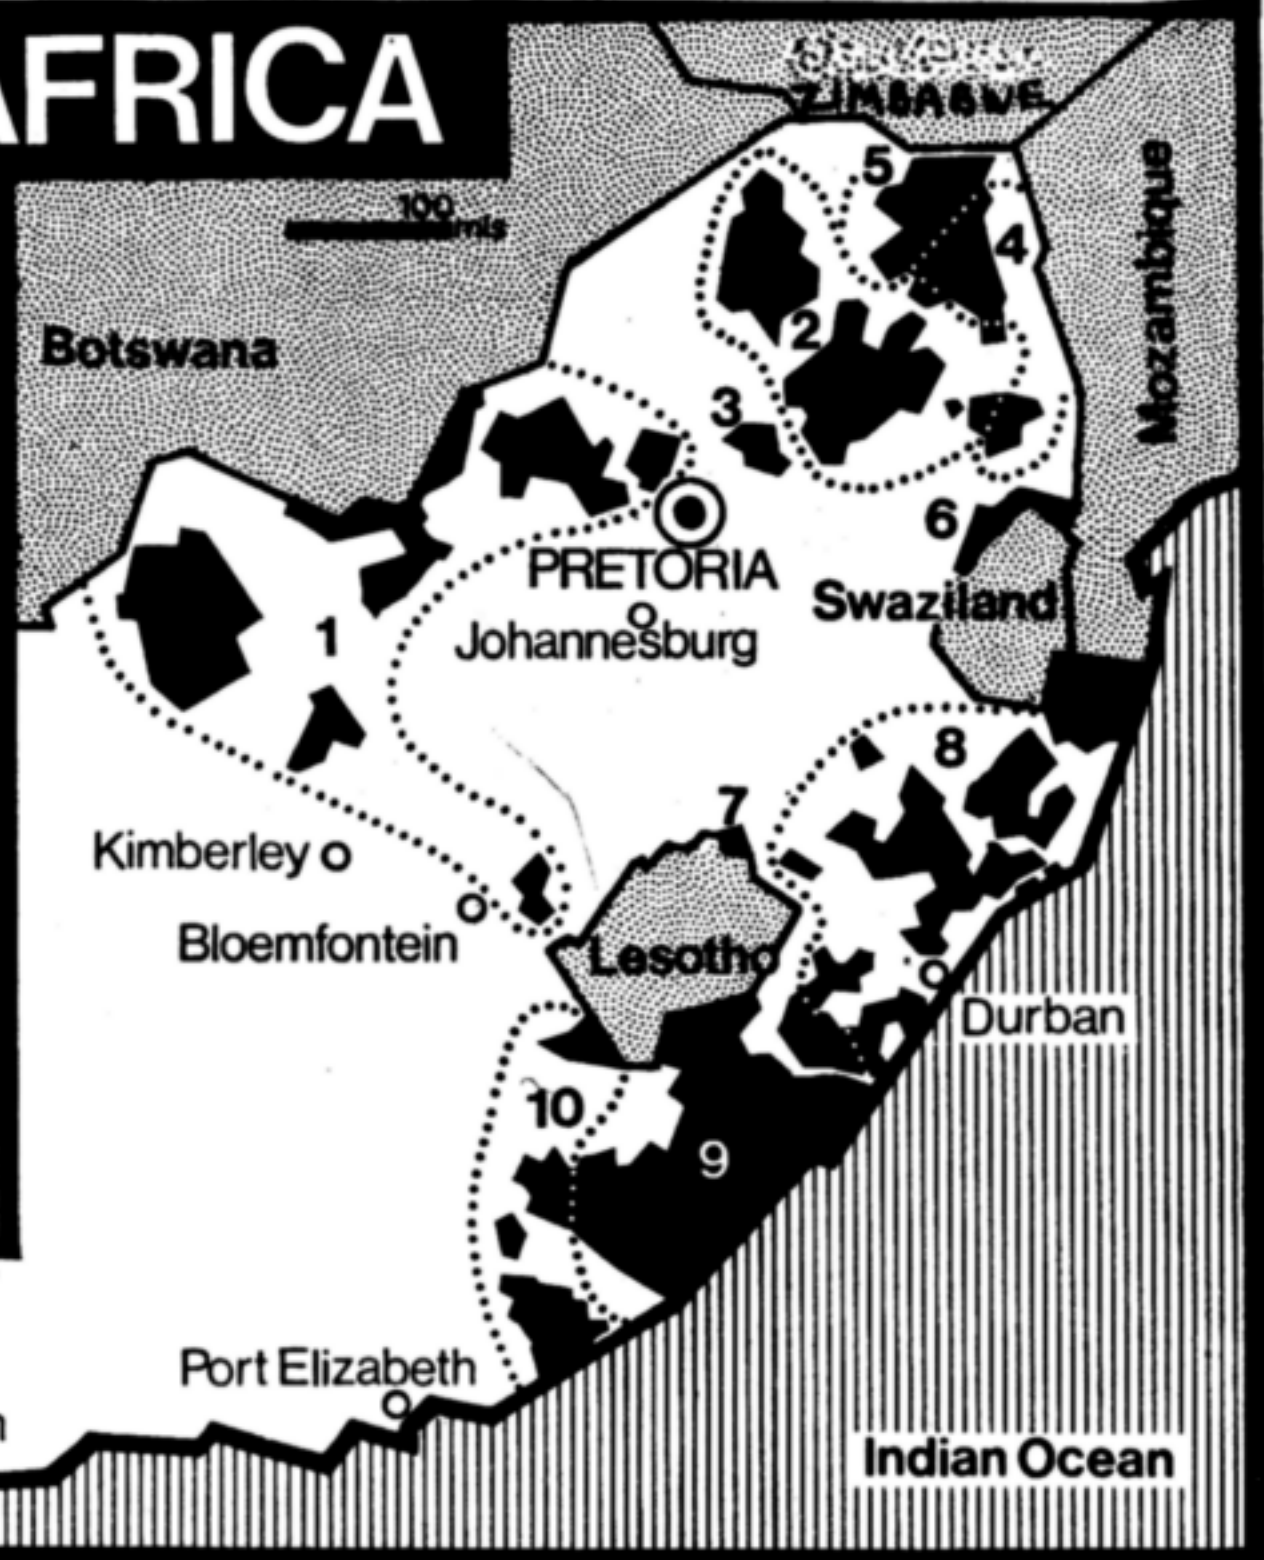 AFRICA
ZIMBABWE
5
100
mls
4
Mozambique
Botswana
2
3
6
PRETORIA
Swaziland
1
Johannesburg
8
7
Kimberley
Bloemfontein
Lesotho
Durban
10
9
Port Elizabeth
Indian Ocean